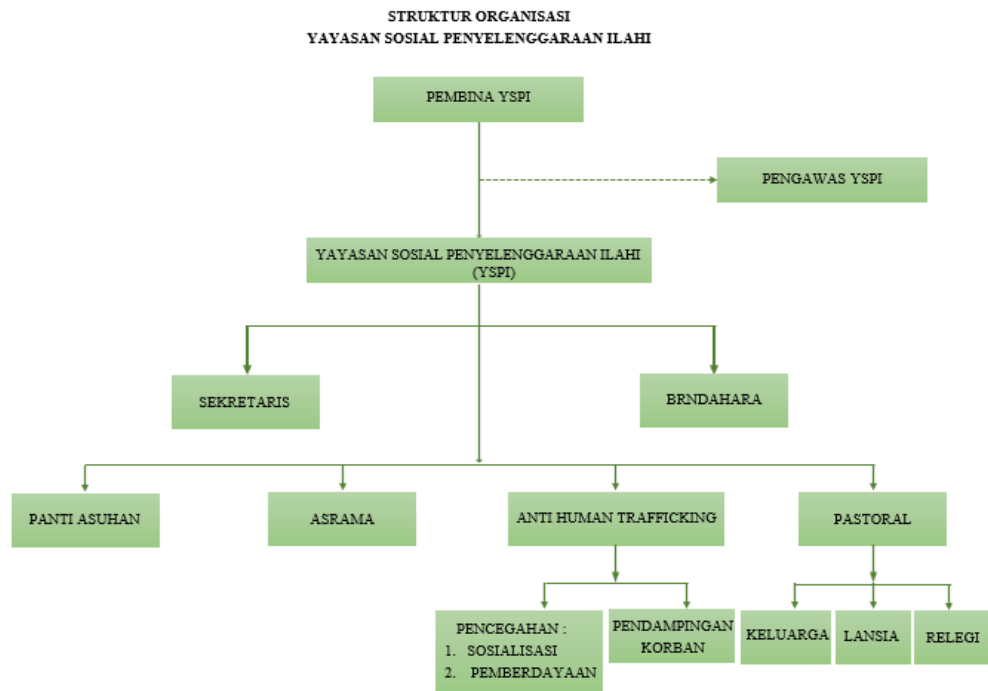 STRUKTUR ORGANISASI
YAYASAN SOSIAL PENYELENGGARAAN ILAHI
PEMBINA YSPI
PENGAWAS YSPI
YAYASAN SOSIAL PENYELENGGARAAN ILAHI
(YSPI)
SEKRETARIS
BRNDAHARA
PANTI ASUHAN
ASRAMA
ANTI HUMAN TRAFFICKING
PASTORAL
PENCEGAHAN :
1. SOSIALISASI
2. PEMBERDAYAAN
PENDAMPINGAN
KORBAN
KELUARGA
LANSIA
RELEGI